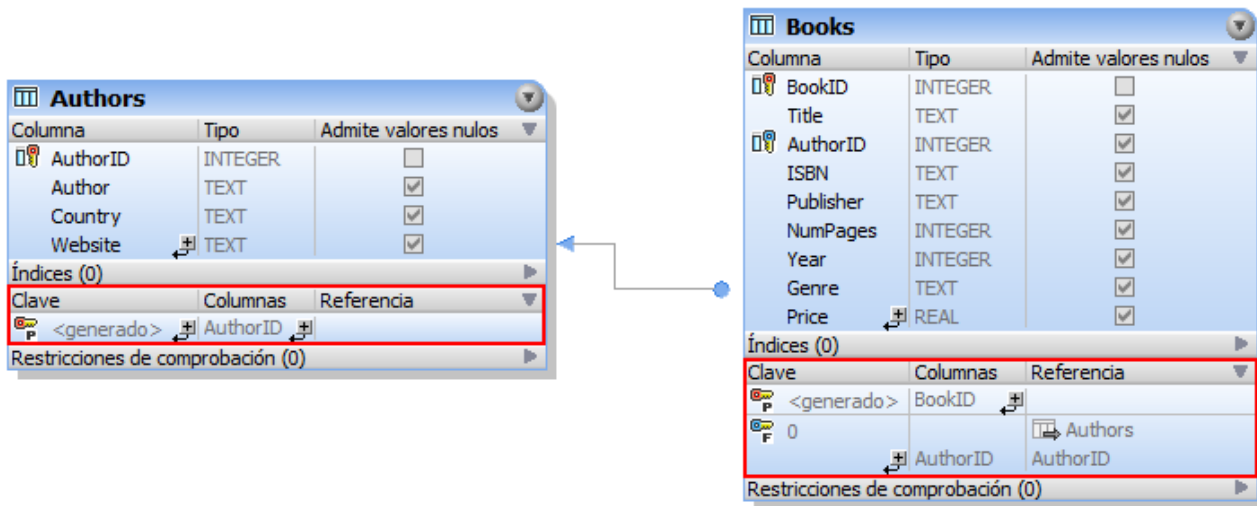 Authors
Columna Tipo Admite valores nulos
AuthorID INTEGER
Author TEXT
Country TEXT
Website TEXT
Índices (0)
Clave Columnas Referencia
P <generado> AuthorID
Restricciones de comprobación (0)
Books
Columna Tipo Admite valores nulos
BookID INTEGER
Title TEXT
AuthorID INTEGER
ISBN TEXT
Publisher TEXT
NumPages INTEGER
Year INTEGER
Genre TEXT
Price REAL
Índices (0)
Clave Columnas Referencia
P <generado> BookID
F 0 Authors
AuthorID AuthorID
Restricciones de comprobación (0)